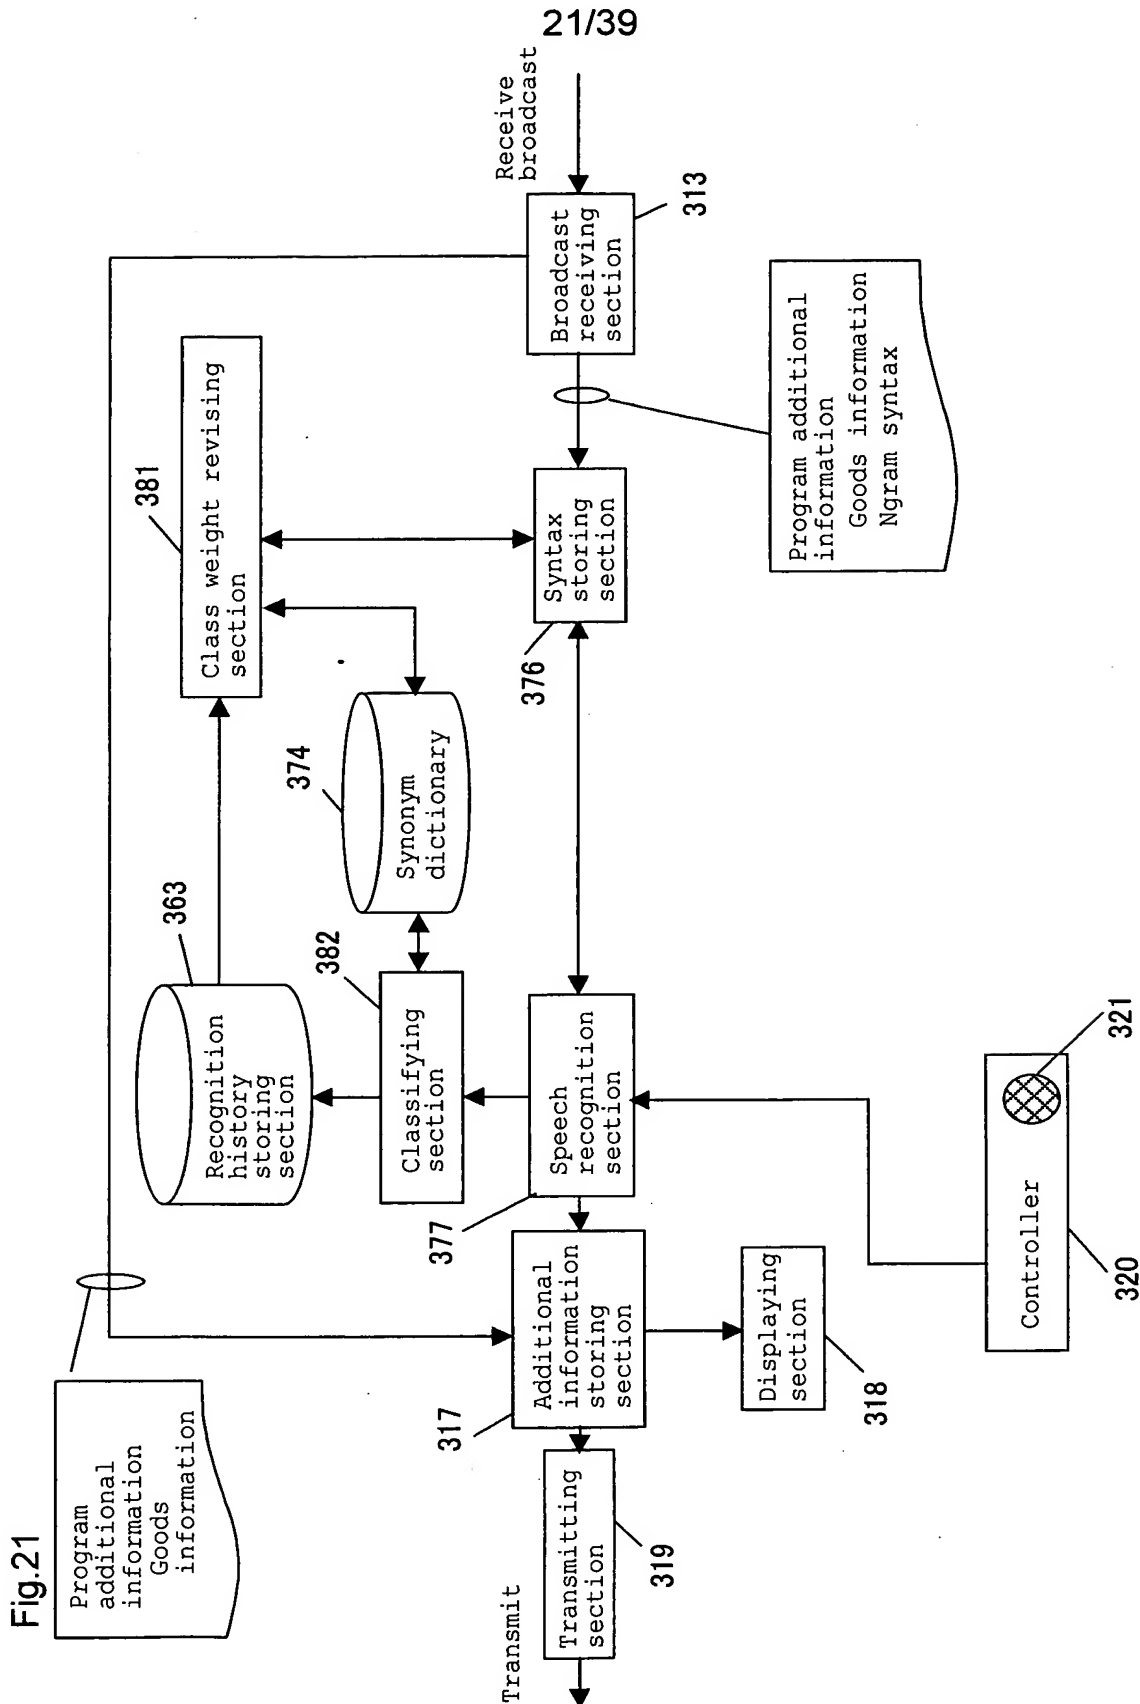 21/39
Fig.21
Program
additional
information
Goods
information
Receive
broadcast
Broadcast
receiving
section
313
Program additional
information
Goods information
Ngram syntax
381
Class weight revising
section
Syntax
storing
section
376
374
Synonym
dictionary
363
Recognition
history
storing
section
382
Classifying
section
Speech
recognition
section
377
Additional
information
storing
section
317
Displaying
section
318
Controller
321
320
Transmitting
section
319
Transmit